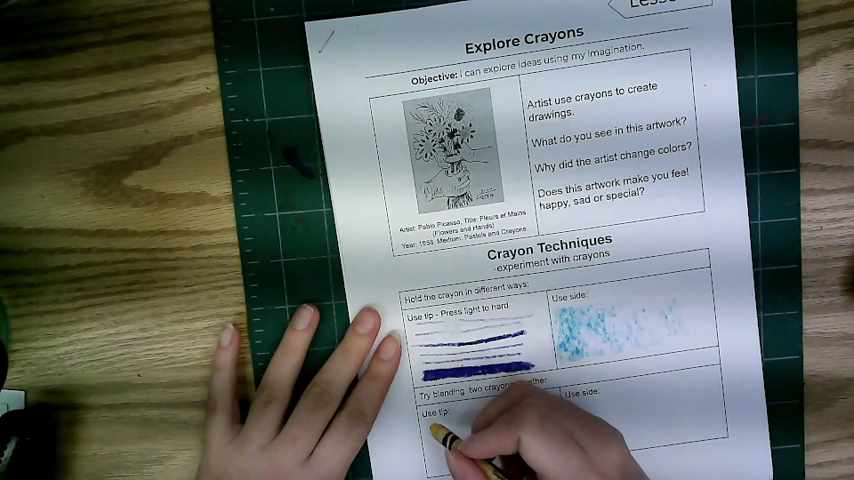 Explore Crayons
Objective: I can explore ideas using my imagination.
Artist use crayons to create
drawings.
What do you see in this artwork?
Why did the artist change colors?
Does this artwork make you feel
happy, sad or special?
Artist: Pablo Picasso, Title: Fleurs et Mains
(Flowers and Hands)
Year: 1958, Medium: Pastels and Crayons
Crayon Techniques
-experiment with crayons
Hold the crayon in different ways:
Use tip - Press light to hard
Use side:
Try blending two
Use tip:
Use side: